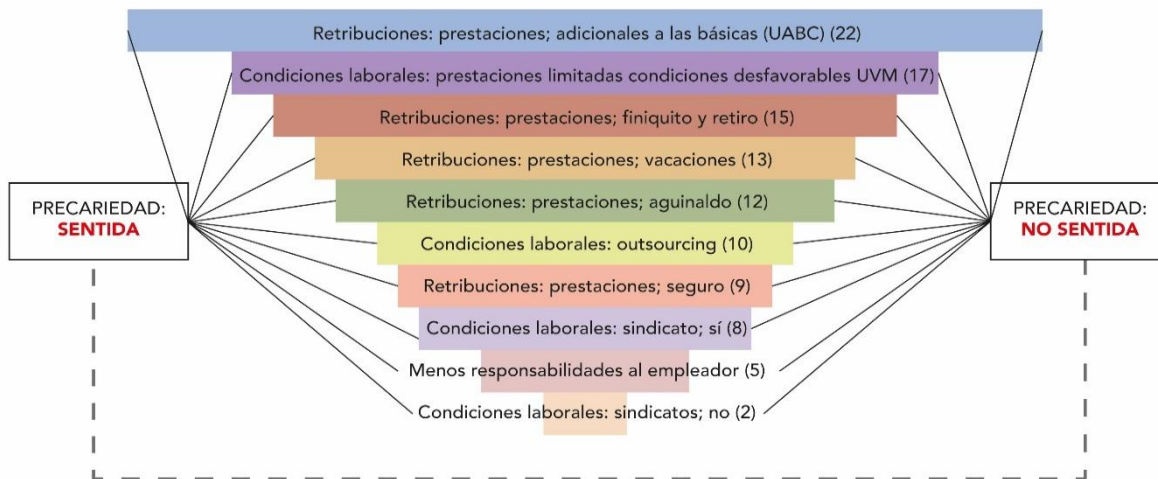 Retribuciones: prestaciones; adicionales a las básicas (UABC) (22)
Condiciones laborales: prestaciones limitadas condiciones desfavorables UVM (17)
Retribuciones: prestaciones; finiquito y retiro (15)
Retribuciones: prestaciones; vacaciones (13)
Retribuciones: prestaciones; aguinaldo (12)
Condiciones laborales: outsourcing (10)
Retribuciones: prestaciones; seguro (9)
Condiciones laborales: sindicato; sí (8)
Menos responsabilidades al empleador (5)
Condiciones laborales: sindicatos; no (2)
PRECARIEDAD:
SENTIDA
PRECARIEDAD:
NO SENTIDA